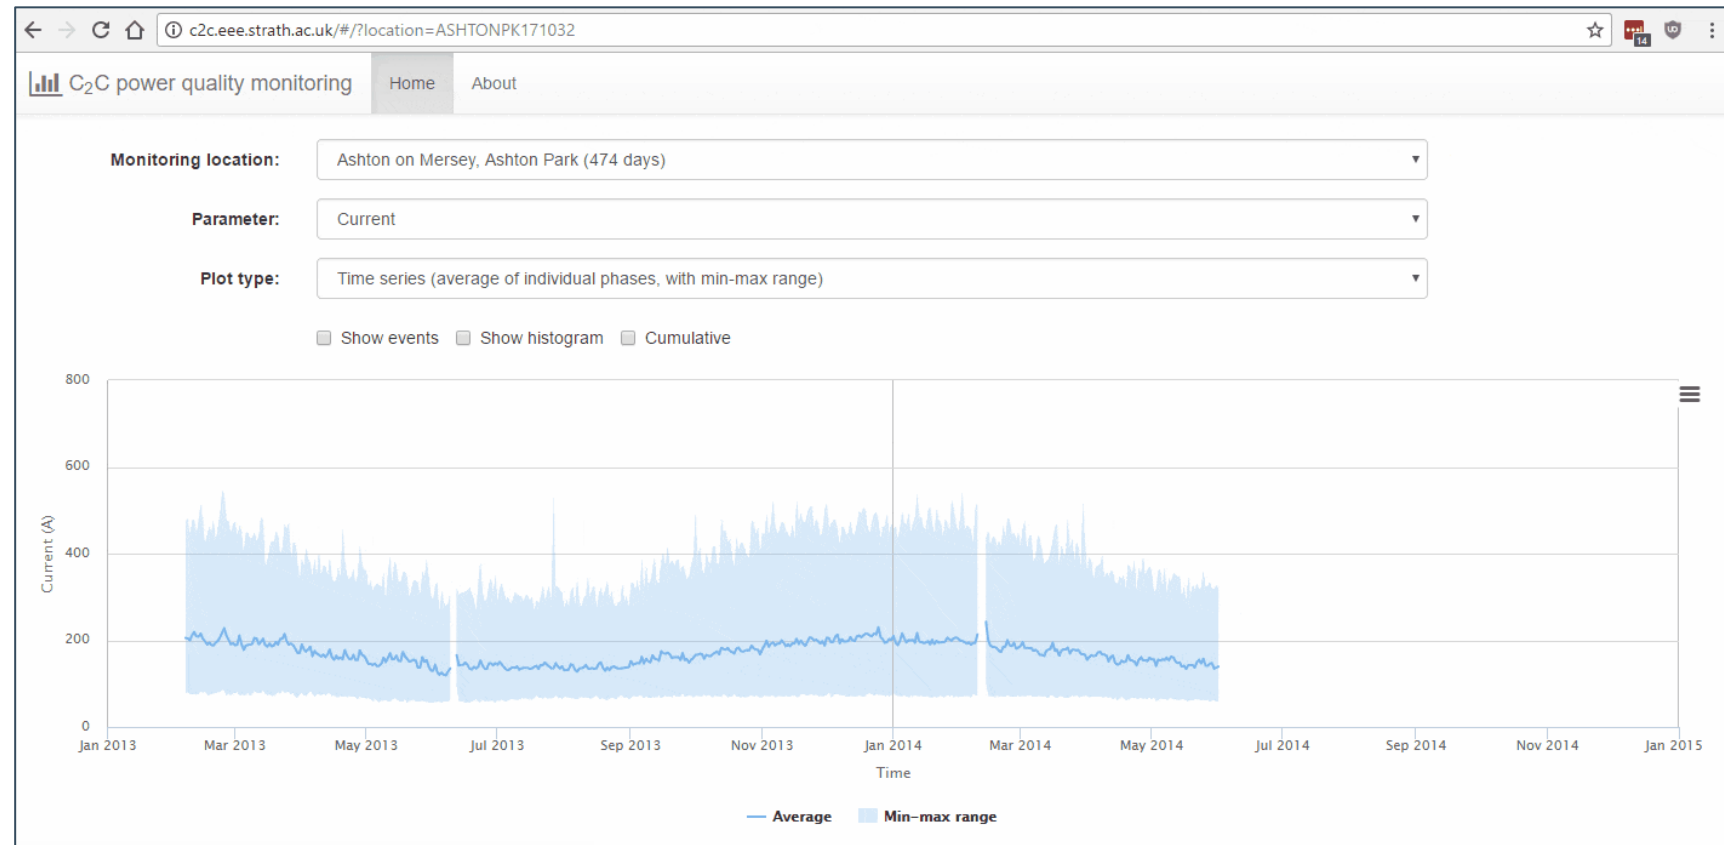 c2c.eee.strath.ac.uk/#/?location=ASHTONPK171032
14
C2C power quality monitoring Home About
Monitoring location: Ashton on Mersey, Ashton Park (474 days)
Parameter: Current
Plot type: Time series (average of individual phases, with min-max range)
Show events Show histogram Cumulative
800
600
400
200
0
Current (A)
Jan 2013 Mar 2013 May 2013 Jul 2013 Sep 2013 Nov 2013 Jan 2014 Mar 2014 May 2014 Jul 2014 Sep 2014 Nov 2014 Jan 2015
Time
Average Min-max range